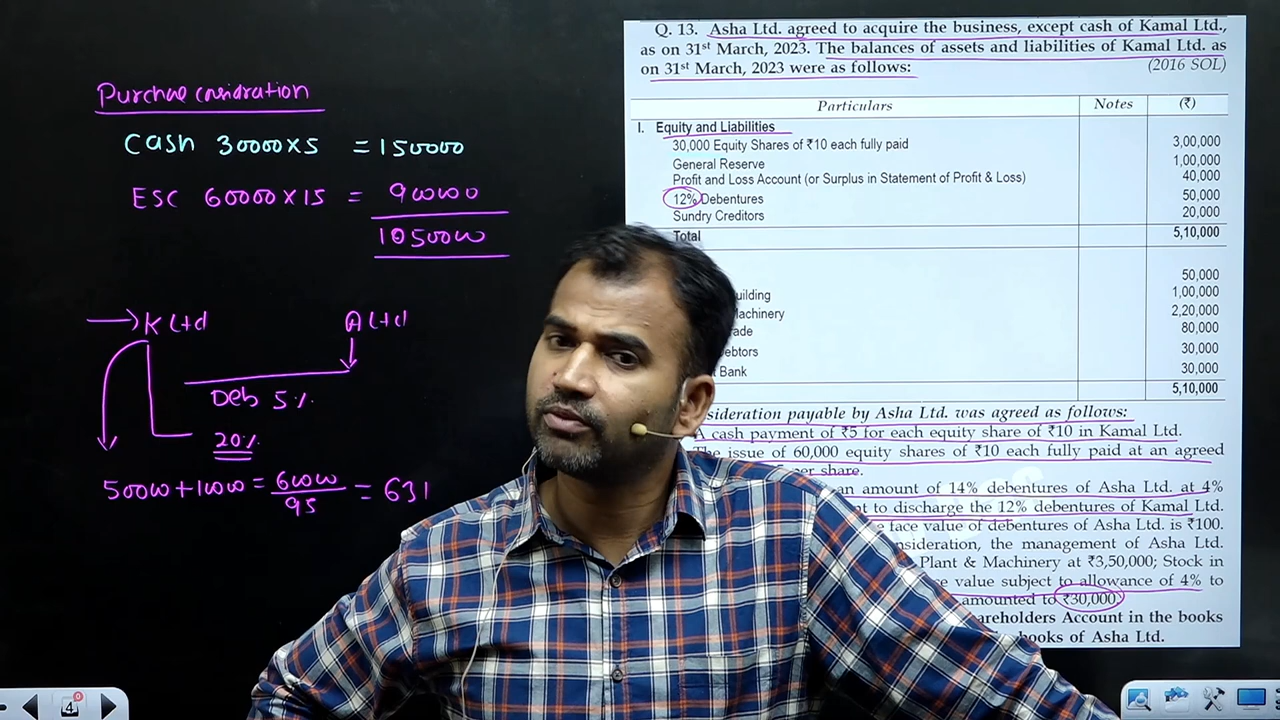 Purchase consideration
Cash 30000×5 = 150000
ESC 60000×15 = 900000
1050000
K Ltd
A Ltd
Deb 5%
20%
50000+10000 = 60000/95 = 631
Q. 13. Asha Ltd. agreed to acquire the business, except cash of Kamal Ltd.,
as on 31st March, 2023. The balances of assets and liabilities of Kamal Ltd. as
on 31st March, 2023 were as follows: (2016 SOL)
Particulars Notes (₹)
I. Equity and Liabilities
30,000 Equity Shares of ₹10 each fully paid 3,00,000
General Reserve 1,00,000
Profit and Loss Account (or Surplus in Statement of Profit & Loss) 40,000
12% Debentures 50,000
Sundry Creditors 20,000
Total 5,10,000
50,000
uilding 1,00,000
achinery 2,20,000
ade 80,000
ebtors 30,000
Bank 30,000
5,10,000
sideration payable by Asha Ltd. was agreed as follows:
A cash payment of ₹5 for each equity share of ₹10 in Kamal Ltd.
The issue of 60,000 equity shares of ₹10 each fully paid at an agreed
per share.
an amount of 14% debentures of Asha Ltd. at 4%
nt to discharge the 12% debentures of Kamal Ltd.
e face value of debentures of Asha Ltd. is ₹100.
nsideration, the management of Asha Ltd.
Plant & Machinery at ₹3,50,000; Stock in
ce value subject to allowance of 4% to
amounted to ₹30,000.
areholders Account in the books
books of Asha Ltd.
4
0